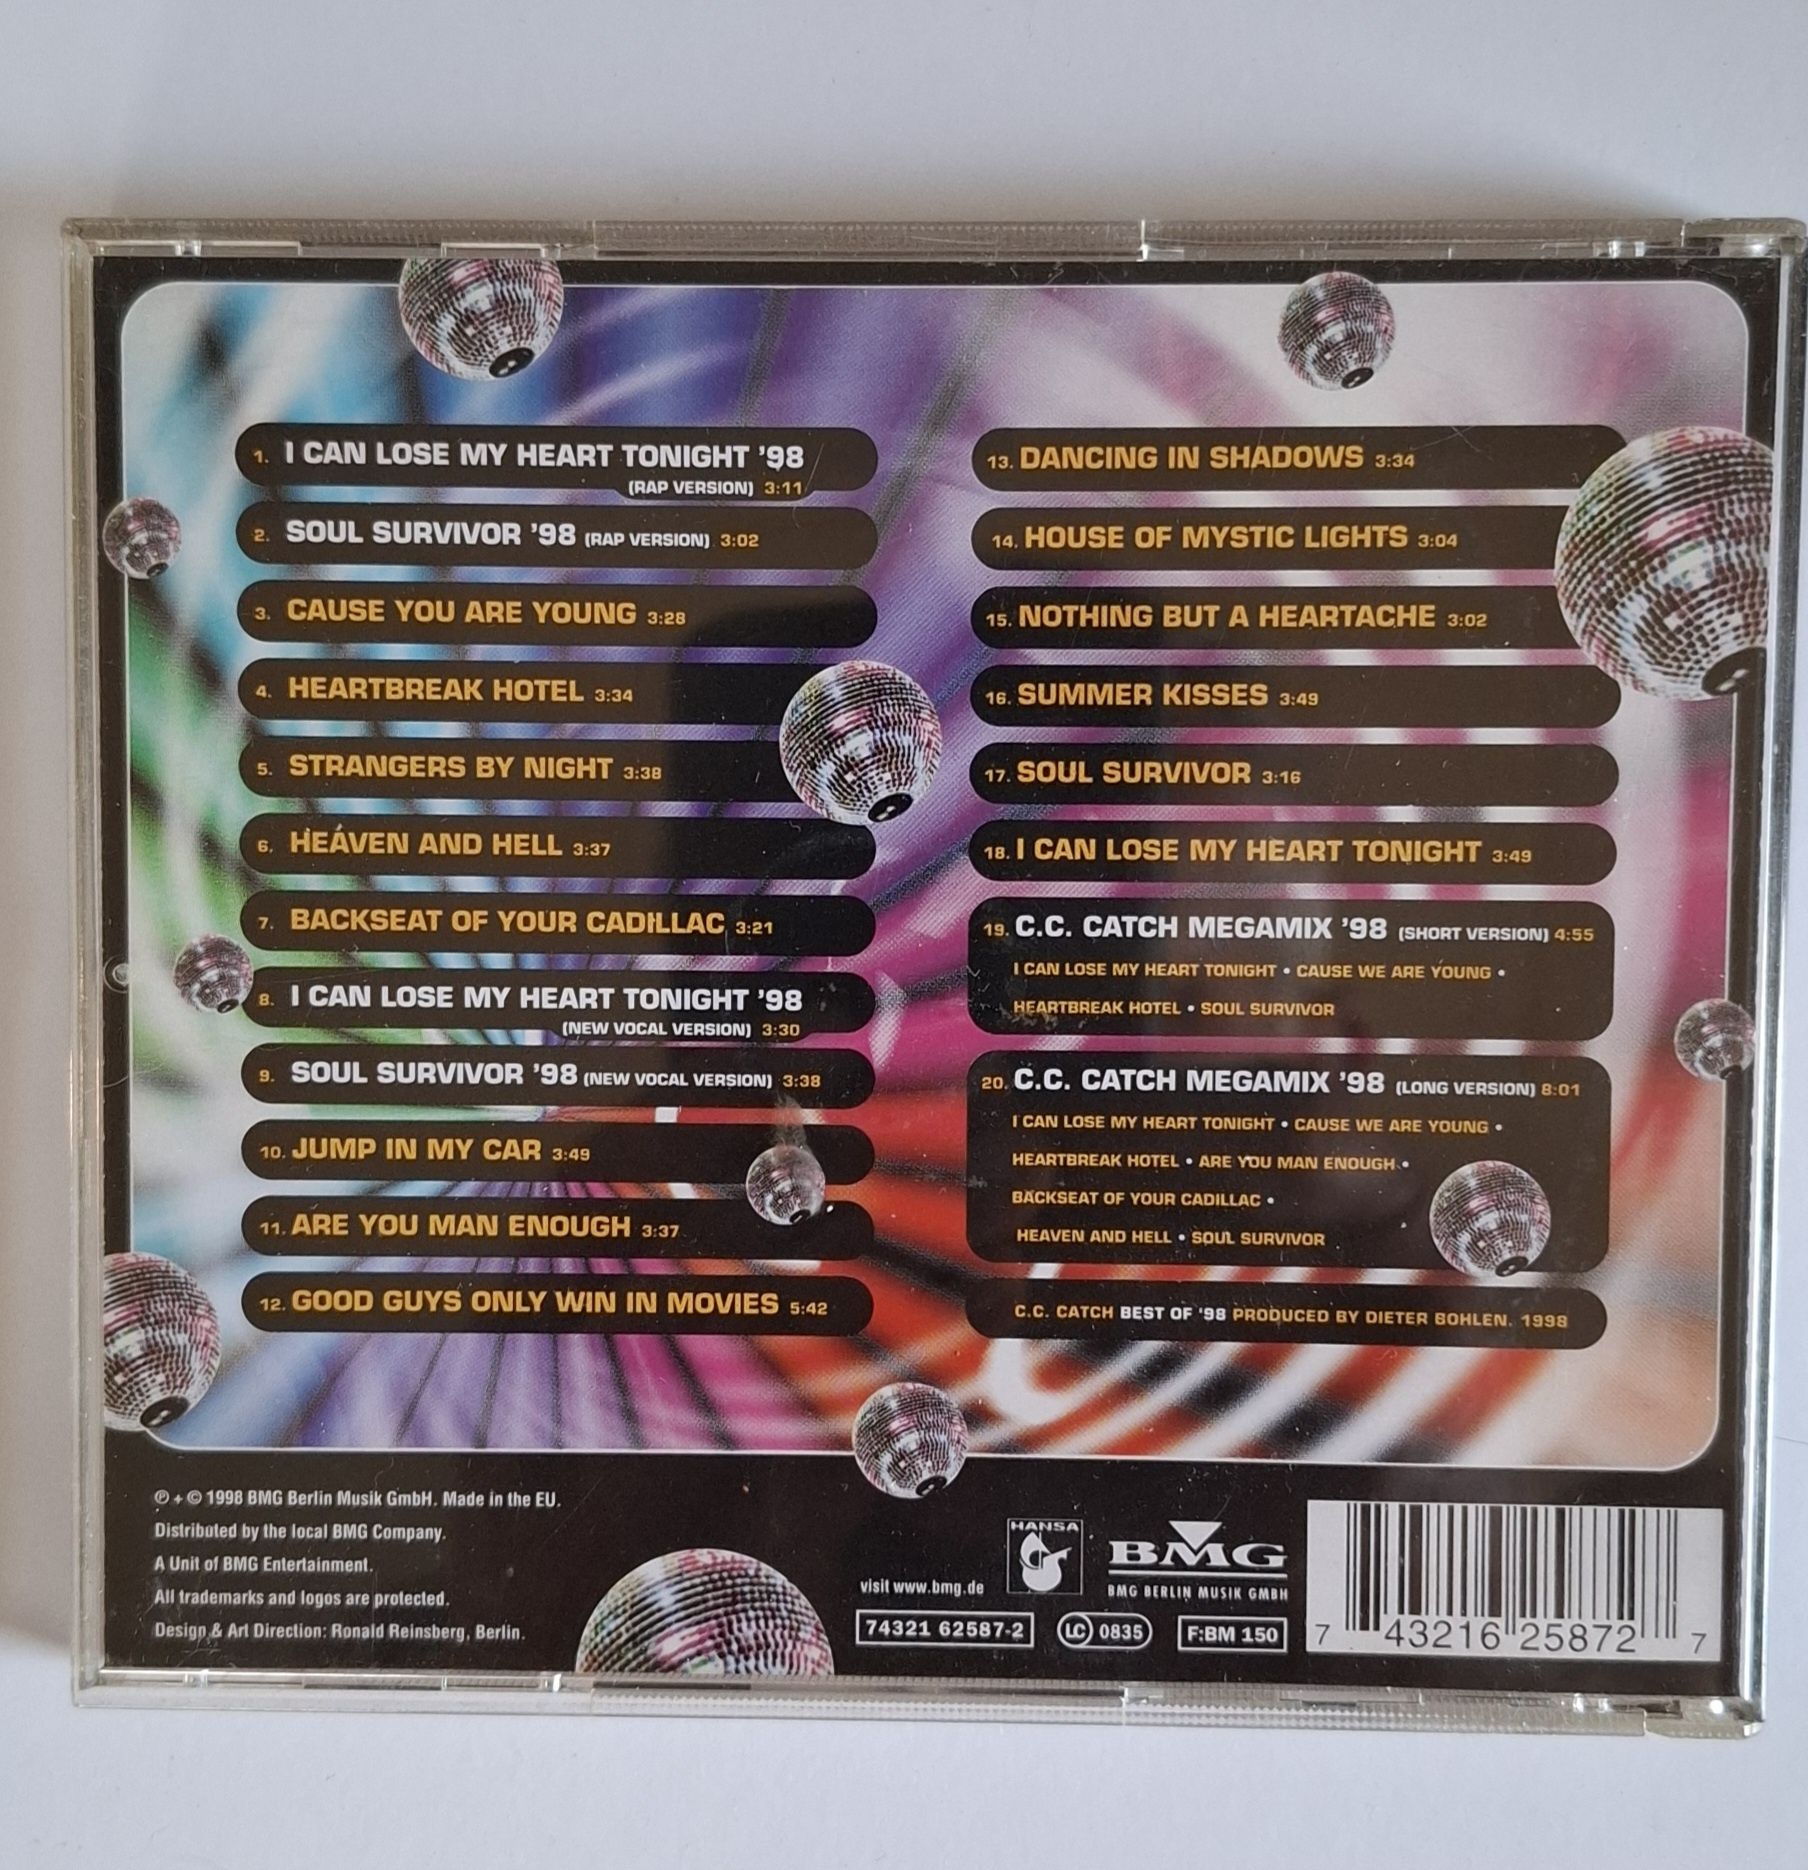 1. I CAN LOSE MY HEART TONIGHT '98
(RAP VERSION) 3:11
2. SOUL SURVIVOR '98 (RAP VERSION) 3:02
3. CAUSE YOU ARE YOUNG 3:28
4. HEARTBREAK HOTEL 3:34
5. STRANGERS BY NIGHT 3:38
6. HEAVEN AND HELL 3:37
7. BACKSEAT OF YOUR CADILLAC 3:21
8. I CAN LOSE MY HEART TONIGHT '98
(NEW VOCAL VERSION) 3:30
9. SOUL SURVIVOR '98 (NEW VOCAL VERSION) 3:38
10. JUMP IN MY CAR 3:49
11. ARE YOU MAN ENOUGH 3:37
12. GOOD GUYS ONLY WIN IN MOVIES 5:42
13. DANCING IN SHADOWS 3:34
14. HOUSE OF MYSTIC LIGHTS 3:04
15. NOTHING BUT A HEARTACHE 3:02
16. SUMMER KISSES 3:49
17. SOUL SURVIVOR 3:16
18. I CAN LOSE MY HEART TONIGHT 3:49
19. C.C. CATCH MEGAMIX '98 (SHORT VERSION) 4:55
I CAN LOSE MY HEART TONIGHT • CAUSE WE ARE YOUNG •
HEARTBREAK HOTEL • SOUL SURVIVOR
20. C.C. CATCH MEGAMIX '98 (LONG VERSION) 8:01
I CAN LOSE MY HEART TONIGHT • CAUSE WE ARE YOUNG •
HEARTBREAK HOTEL • ARE YOU MAN ENOUGH •
BACKSEAT OF YOUR CADILLAC •
HEAVEN AND HELL • SOUL SURVIVOR
C.C. CATCH BEST OF '98 PRODUCED BY DIETER BOHLEN. 1998
℗ + © 1998 BMG Berlin Musik GmbH. Made in the EU.
Distributed by the local BMG Company.
A Unit of BMG Entertainment.
All trademarks and logos are protected.
Design & Art Direction: Ronald Reinsberg, Berlin.
visit www.bmg.de
HANSA
BMG
BMG BERLIN MUSIK GMBH
74321 62587-2
LC 0835
F:BM 150
7 43216 25872 7